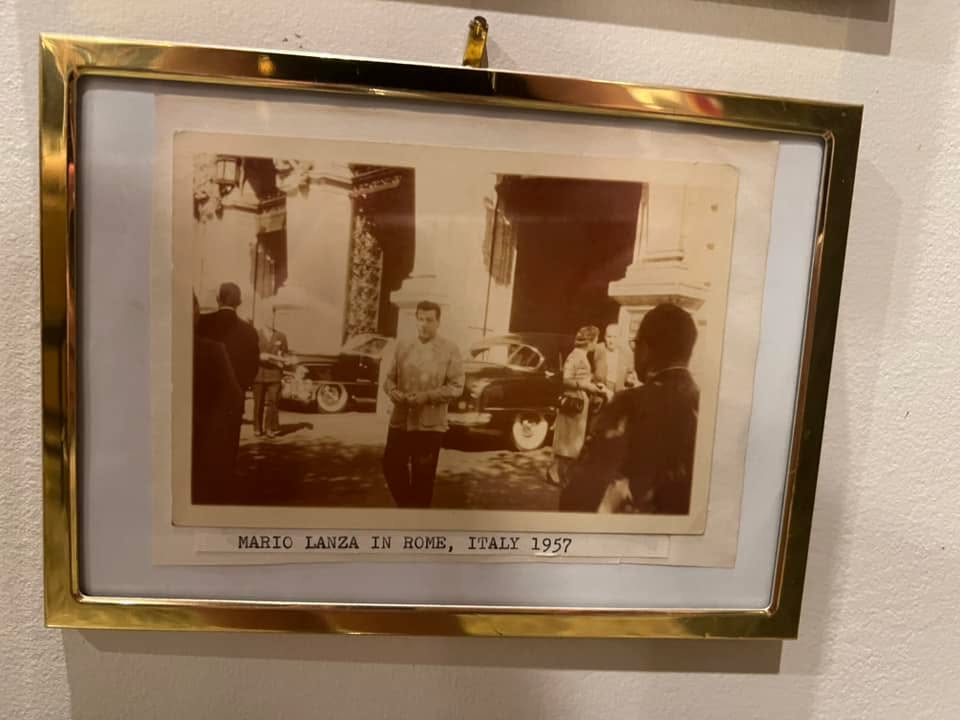 MARIO LANZA IN ROME, ITALY 1957